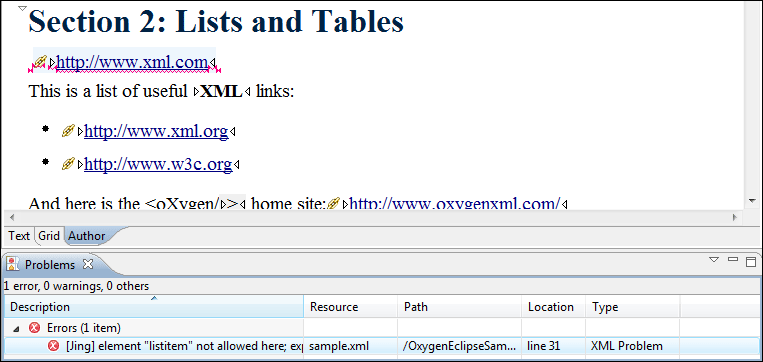 Section 2: Lists and Tables
http://www.xml.com
This is a list of useful XML links:
http://www.xml.org
http://www.w3c.org
And here is the <oXygen/> home site: http://www.oxygenxml.com/
Text Grid Author
Problems
1 error, 0 warnings, 0 others
Description Resource Path Location Type
Errors (1 item)
[Jing] element "listitem" not allowed here; exp sample.xml /OxygenEclipseSam... line 31 XML Problem